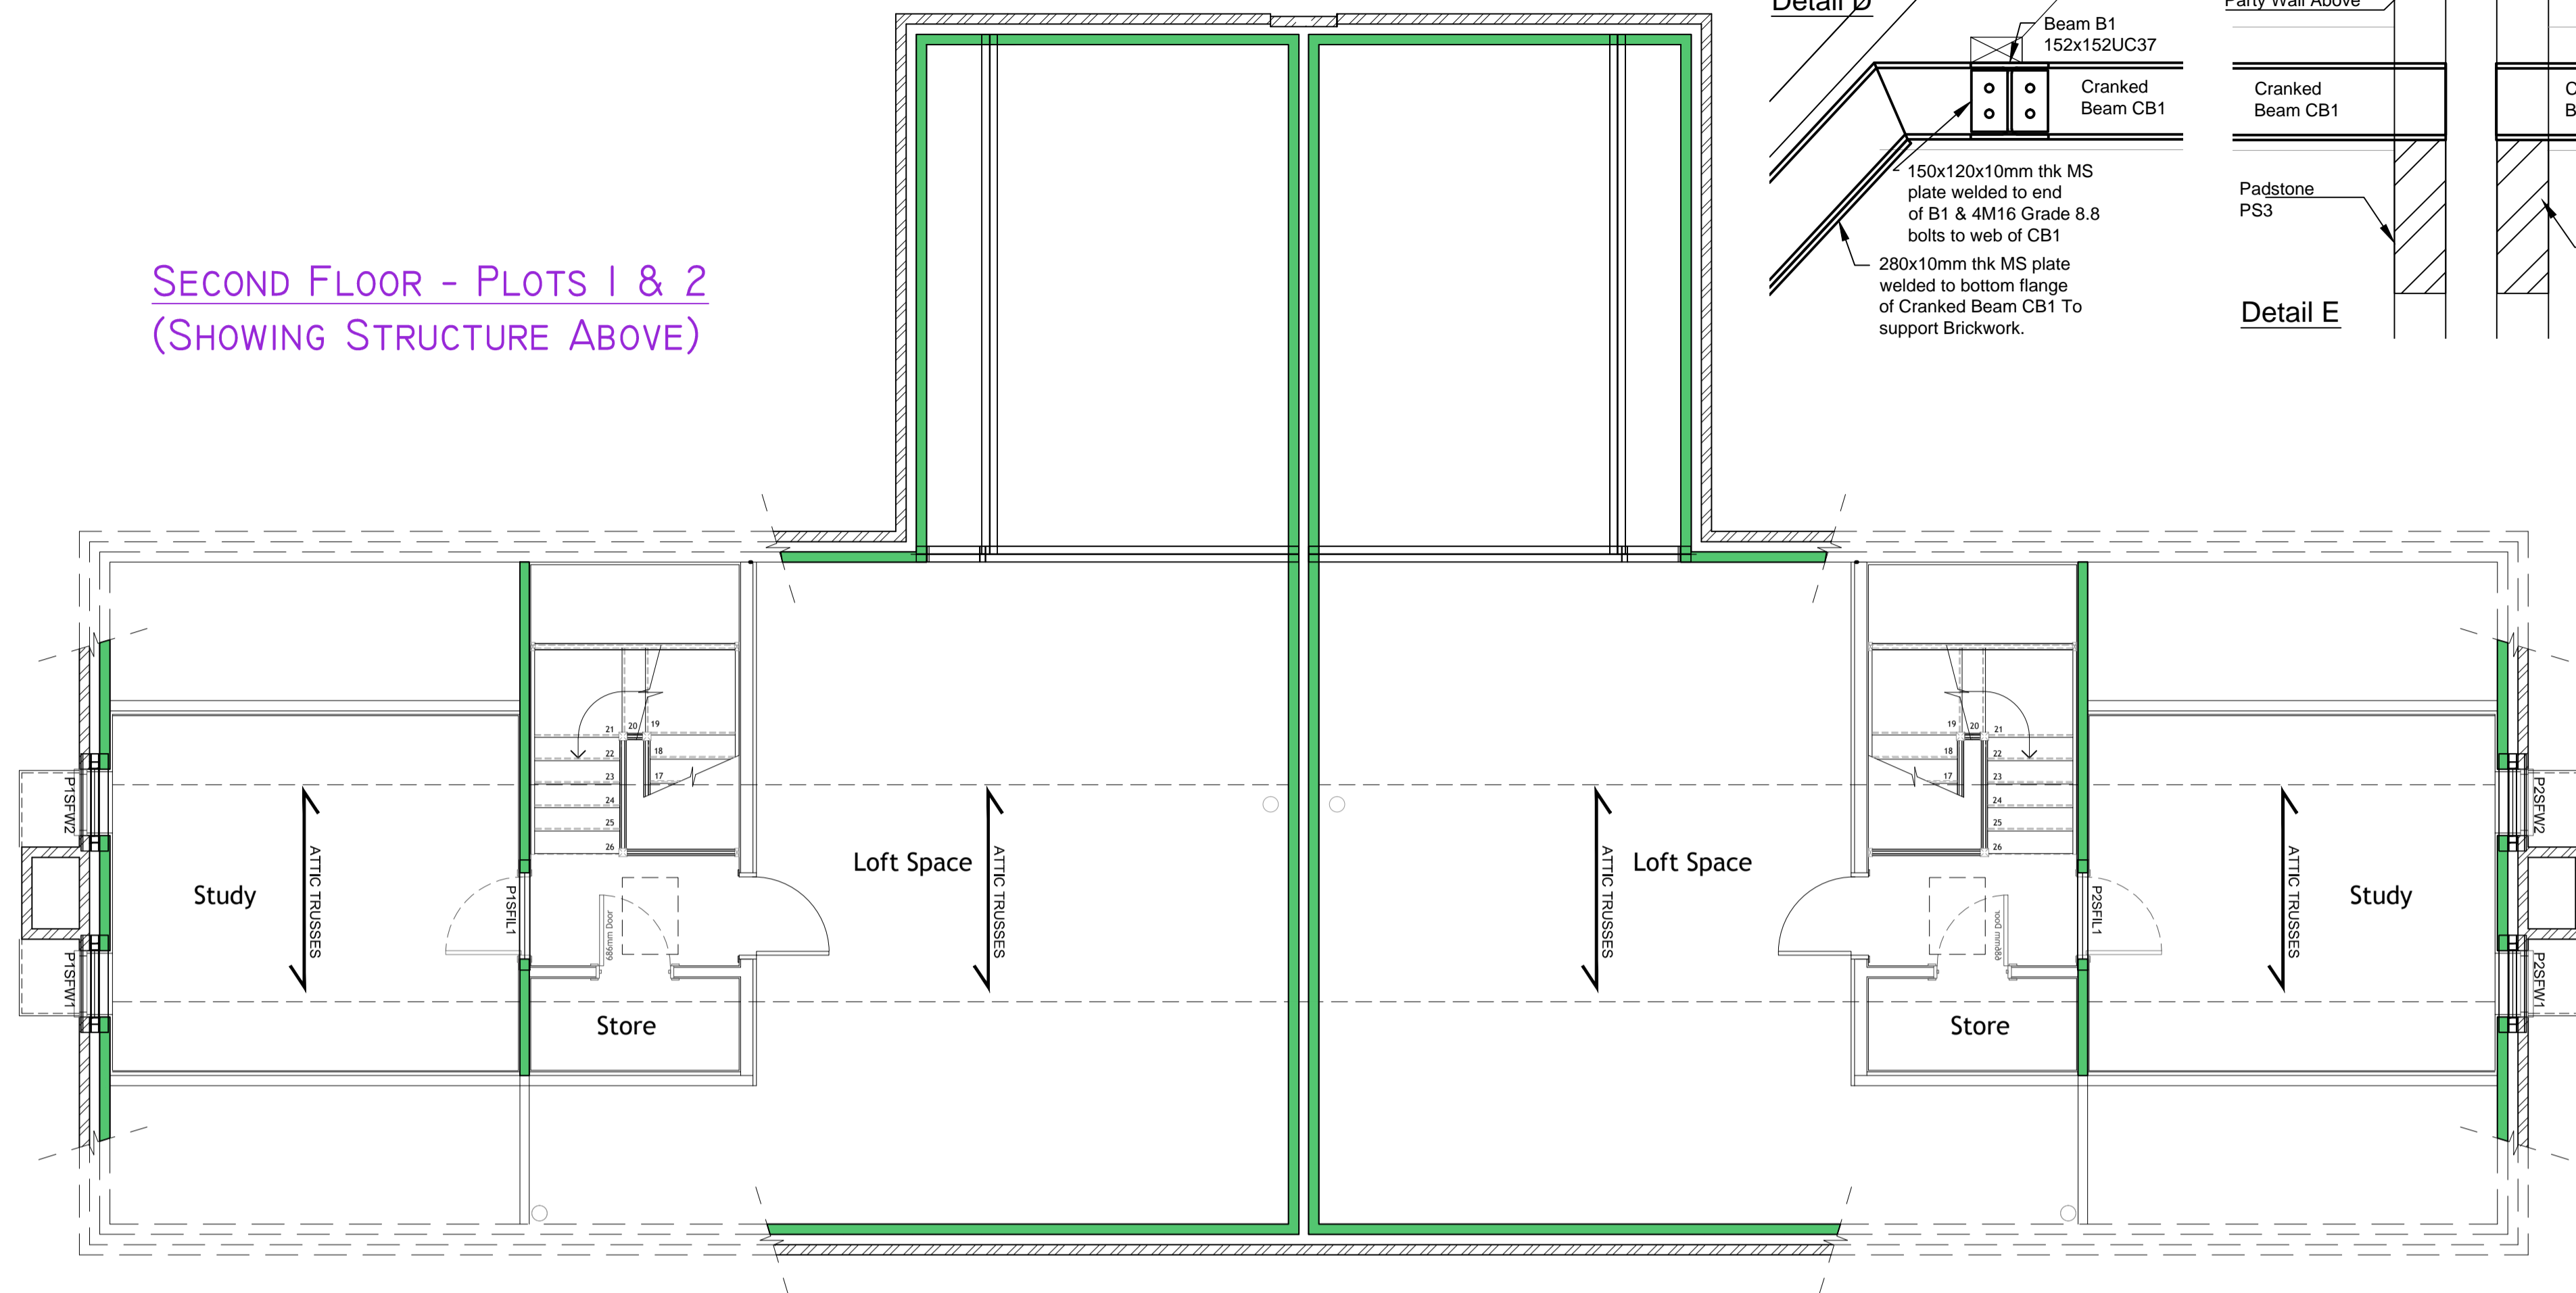 Detail D
Party Wall Above
Beam B1
152x152UC37
Cranked
Beam CB1
Cranked
Beam CB1
C
B
150x120x10mm thk MS
plate welded to end
of B1 & 4M16 Grade 8.8
bolts to web of CB1
280x10mm thk MS plate
welded to bottom flange
of Cranked Beam CB1 To
support Brickwork.
Padstone
PS3
Detail E
SECOND FLOOR - PLOTS 1 & 2
(SHOWING STRUCTURE ABOVE)
P1SFW2
P1SFW1
Study
ATTIC TRUSSES
P1SFIL1
21
20
19
22
18
23
17
24
25
26
686mm Door
Store
Loft Space
ATTIC TRUSSES
ATTIC TRUSSES
Loft Space
19
20
21
18
22
17
23
24
25
26
686mm Door
Store
P2SFIL1
ATTIC TRUSSES
Study
P2SFW2
P2SFW1